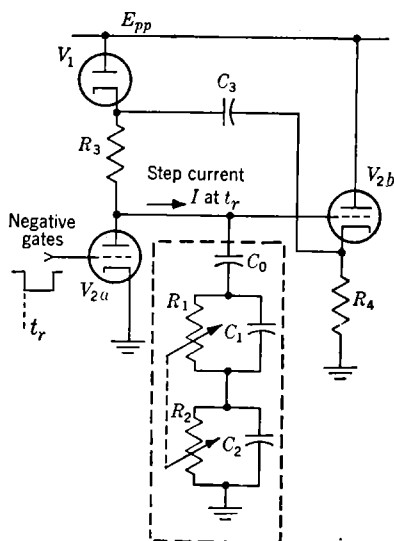 E_pp
V_1
C_3
R_3
Step current
I at t_r
V_2b
Negative
gates
C_0
V_2a
R_1
C_1
R_4
t_r
R_2
C_2